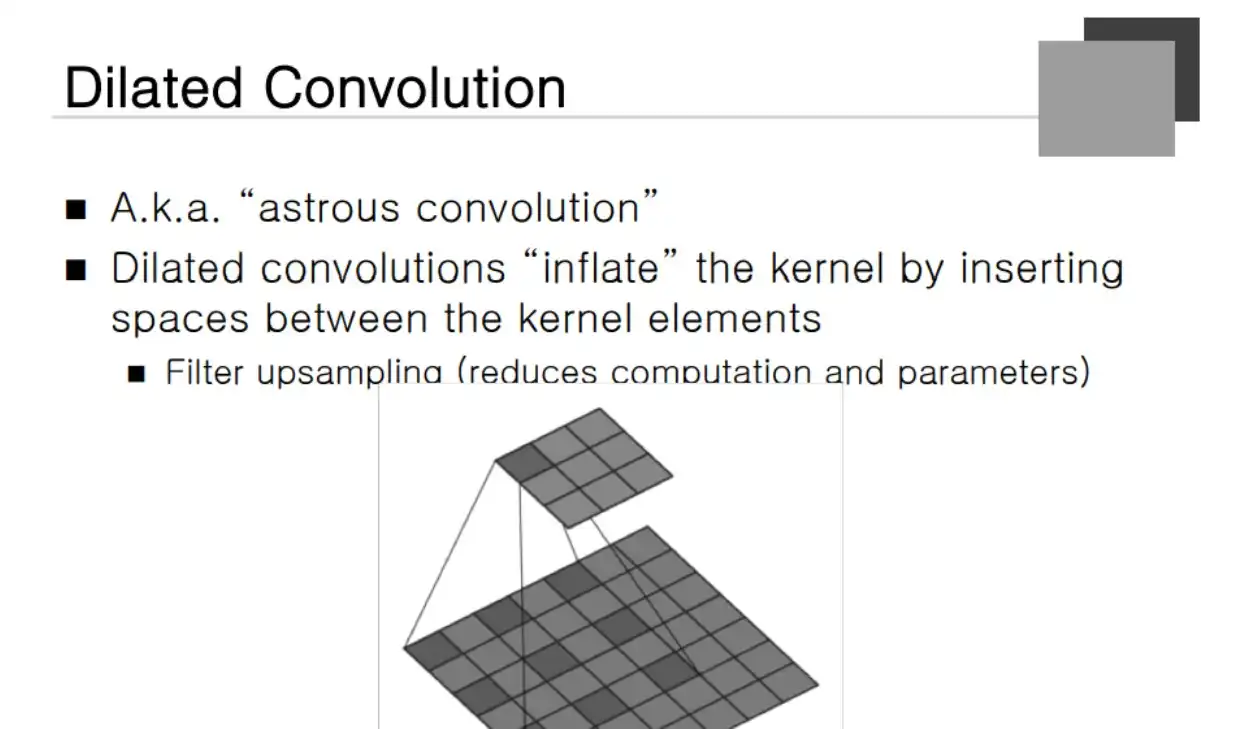 Dilated Convolution
■ A.k.a. “astrous convolution”
■ Dilated convolutions “inflate” the kernel by inserting
spaces between the kernel elements
■ Filter upsampling (reduces computation and parameters)